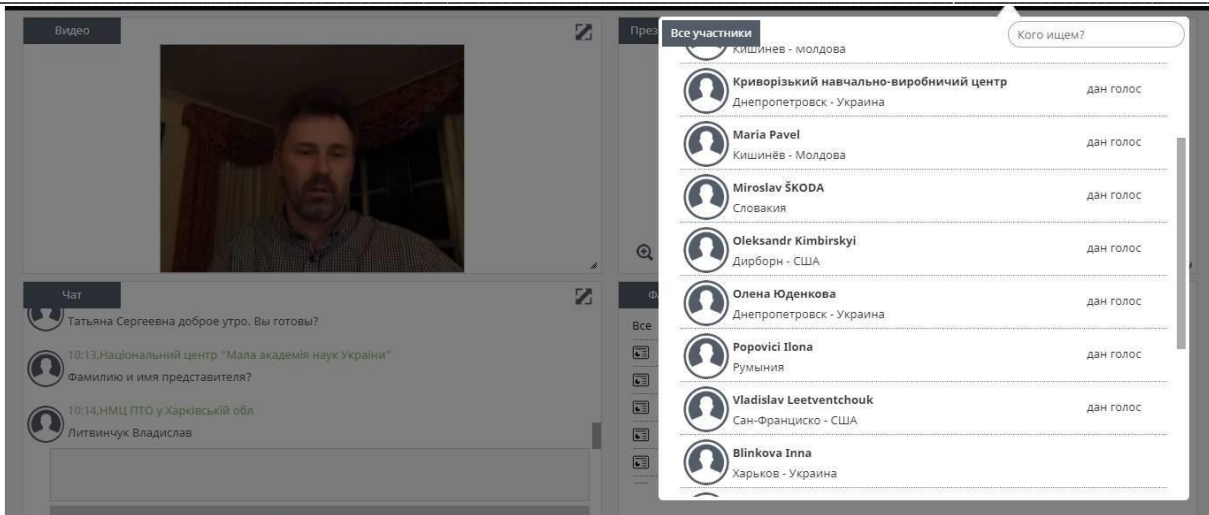 Видео
Чат
Татьяна Сергеевна доброе утро. Вы готовы?
10:13,Національний центр "Мала академія наук України"
Фамилию и имя представителя?
10:14,НМЦ ПТО у Харківській обл
Литвинчук Владислав
През
Все
Все участники
Кого ищем?
Кишинев - Молдова
Криворізький навчально-виробничий центр
дан голос
Днепропетровск - Украина
Maria Pavel
дан голос
Кишинёв - Молдова
Miroslav ŠKODA
дан голос
Словакия
Oleksandr Kimbirskyi
дан голос
Дирборн - США
Олена Юденкова
дан голос
Днепропетровск - Украина
Popovici Ilona
дан голос
Румыния
Vladislav Leetventchouk
дан голос
Сан-Франциско - США
Blinkova Inna
Харьков - Украина